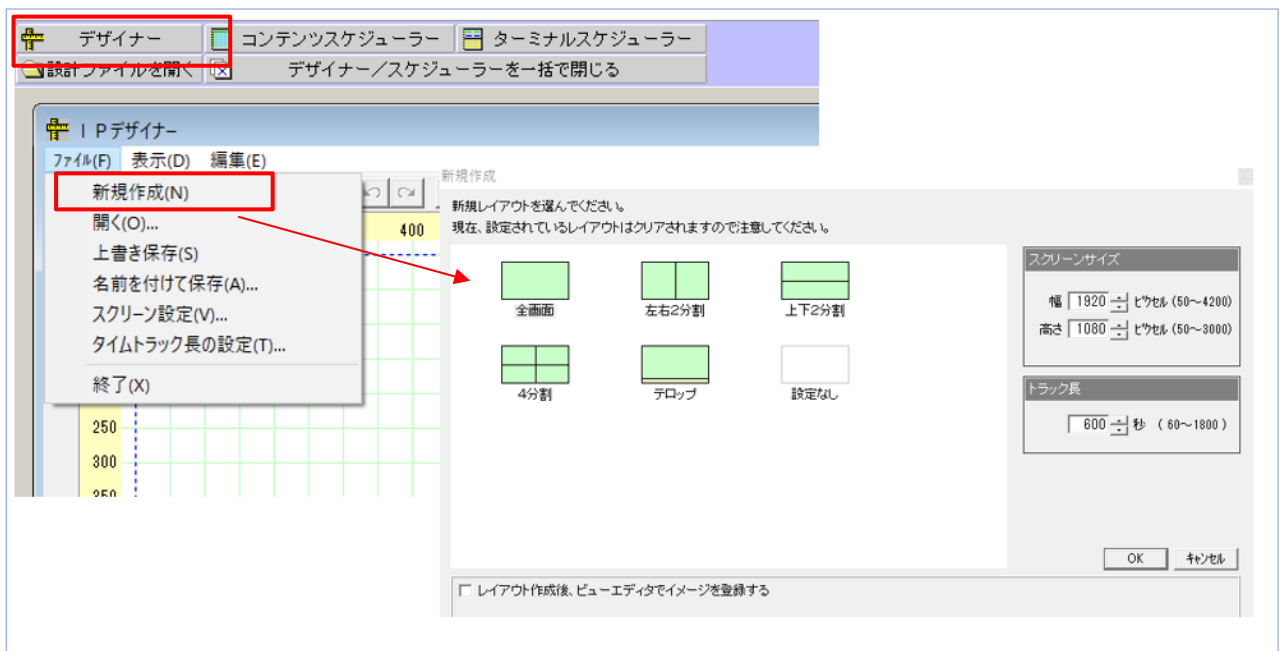 デザイナー コンテンツスケジューラー ターミナルスケジューラー
設計ファイルを開く デザイナー／スケジューラーを一括で閉じる
ＩＰデザイナー
ﾌｧｲﾙ(F) 表示(D) 編集(E)
新規作成(N)
開く(O)...
上書き保存(S)
名前を付けて保存(A)...
スクリーン設定(V)...
タイムトラック長の設定(T)...
終了(X)
400
250
300
350
新規作成
新規レイアウトを選んでください。
現在、設定されているレイアウトはクリアされますので注意してください。
全画面 左右2分割 上下2分割
4分割 テロップ 設定なし
スクリーンサイズ
幅 1920 ﾋﾟｸｾﾙ (50～4200)
高さ 1080 ﾋﾟｸｾﾙ (50～3000)
トラック長
600 秒 ( 60～1800 )
OK ｷｬﾝｾﾙ
レイアウト作成後、ビューエディタでイメージを登録する